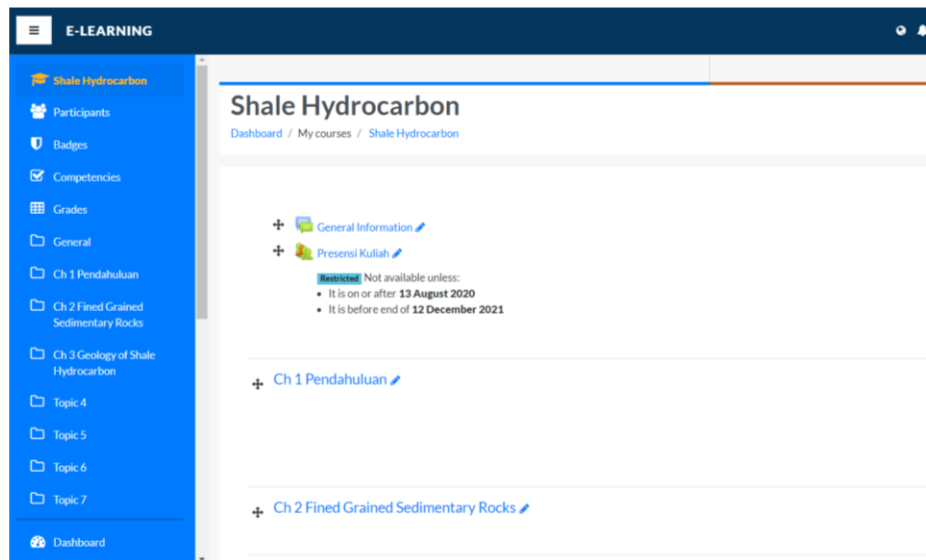 E-LEARNING
Shale Hydrocarbon
Participants
Badges
Competencies
Grades
General
Ch 1 Pendahuluan
Ch 2 Fined Grained
Sedimentary Rocks
Ch 3 Geology of Shale
Hydrocarbon
Topic 4
Topic 5
Topic 6
Topic 7
Dashboard
Shale Hydrocarbon
Dashboard / My courses / Shale Hydrocarbon
General Information
Presensi Kuliah
Restricted Not available unless:
• It is on or after 13 August 2020
• It is before end of 12 December 2021
Ch 1 Pendahuluan
Ch 2 Fined Grained Sedimentary Rocks